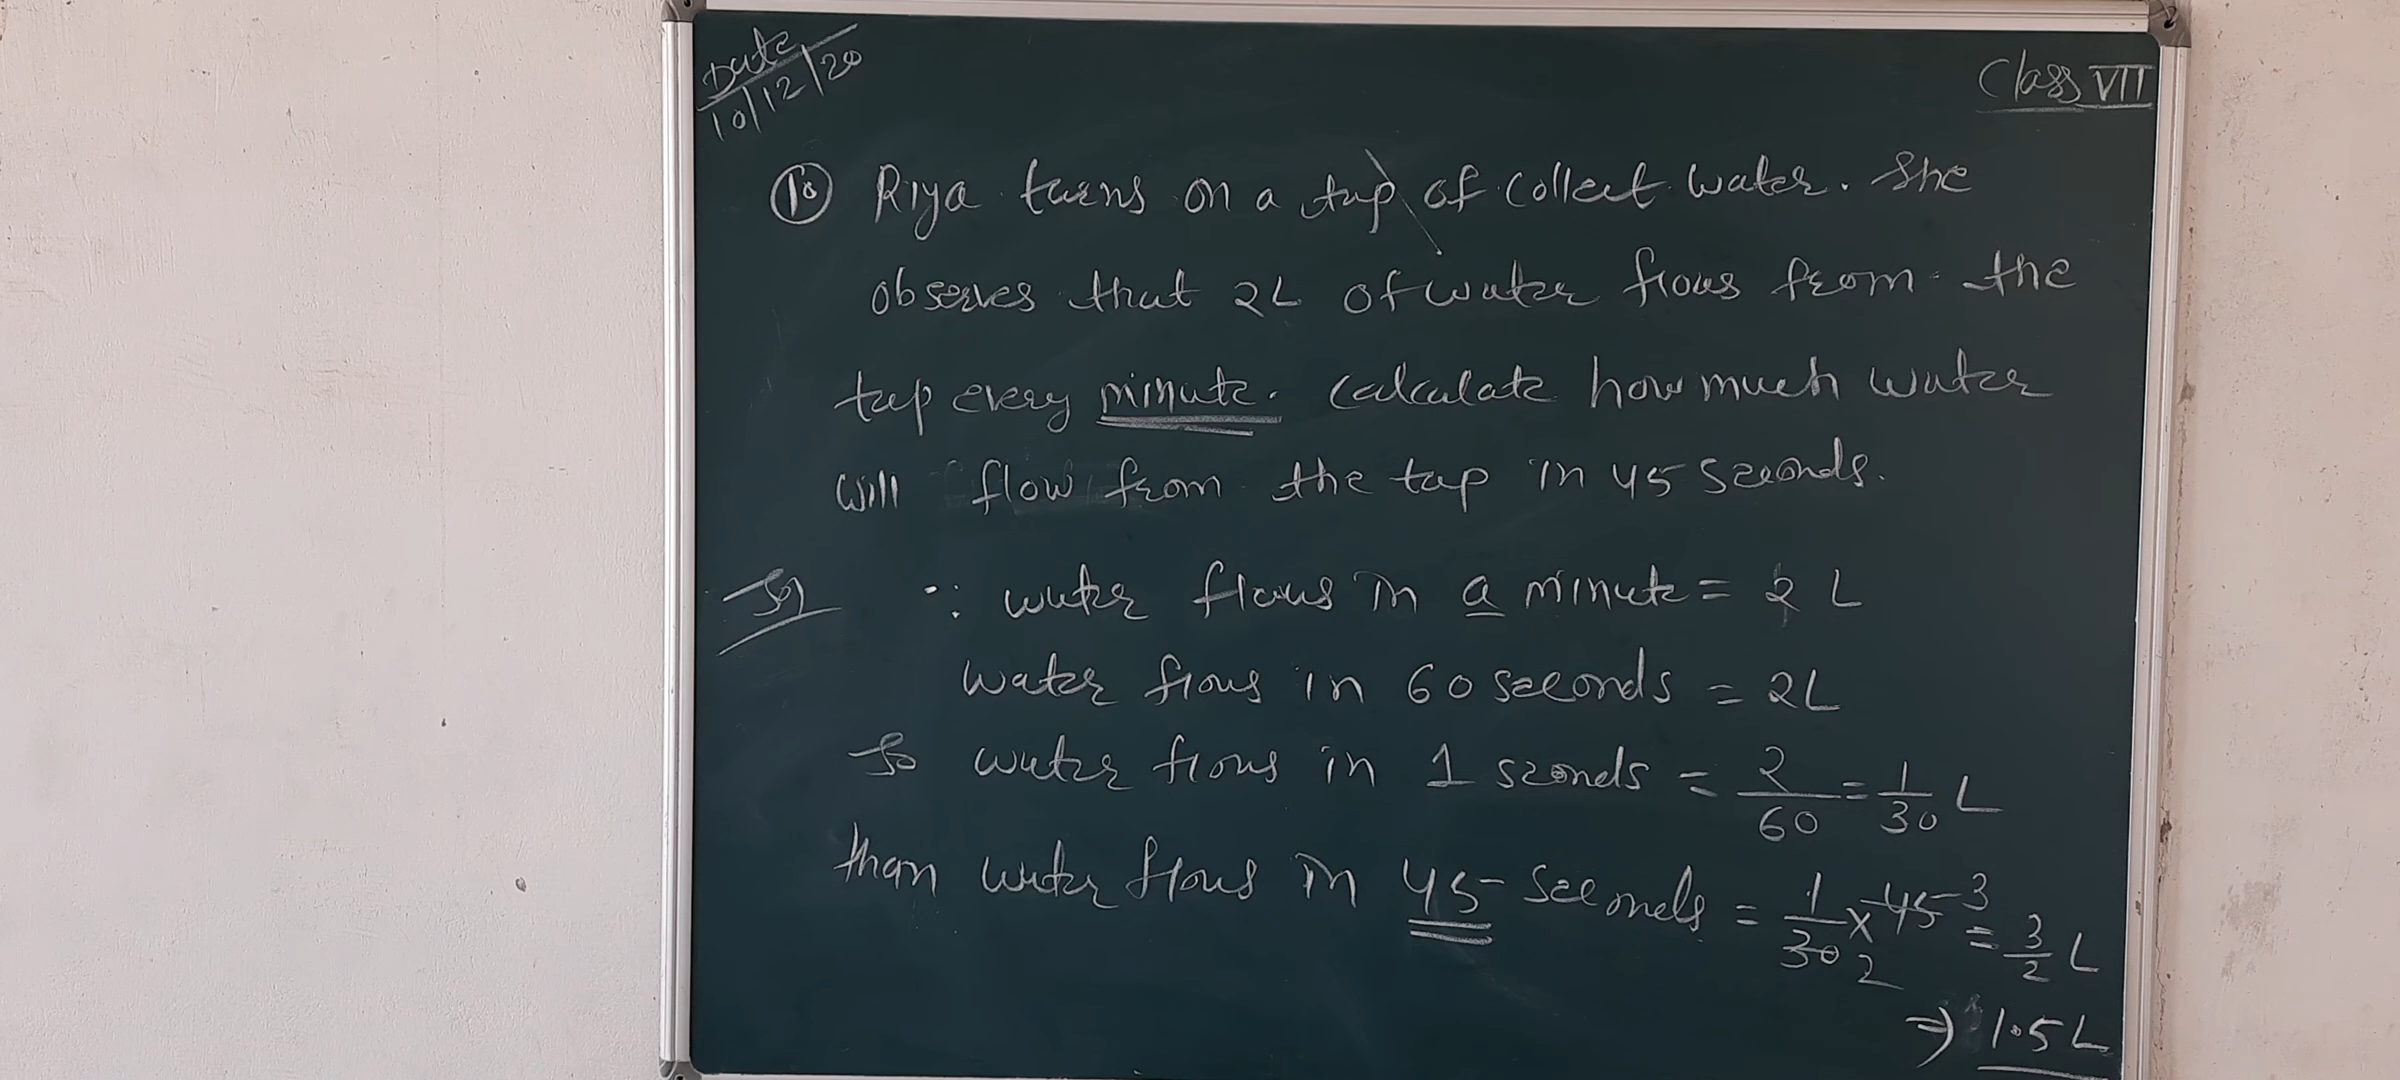 Date
10/12/20
Class VII
10 Riya turns on a tap of collect water. She
observes that 2L of water flows from the
tap every minute. calculate how much water
will flow from the tap in 45 seconds.
Sol
∵ water flows in a minute = 2 L
water flows in 60 seconds = 2L
So water flows in 1 seconds = 2/60 = 1/30 L
than water flows in 45 seconds = 1/30 2 x 45 3 = 3/2 L
⇒ 1.5 L